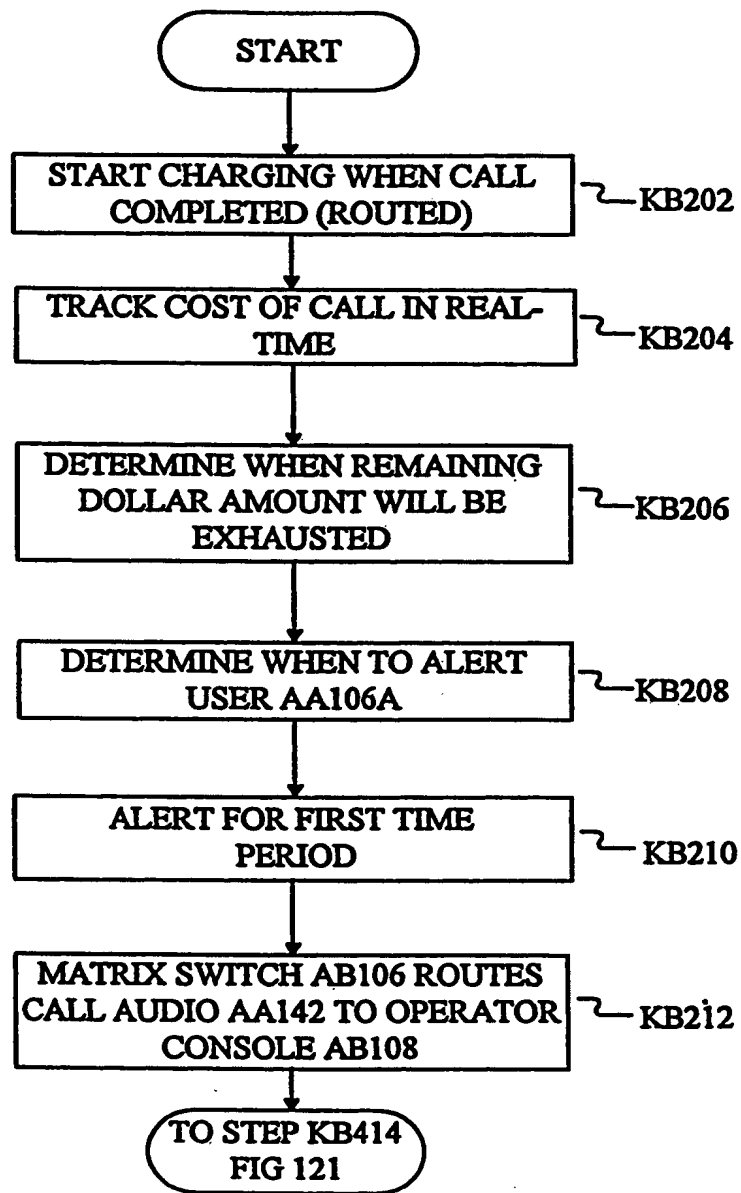 START
START CHARGING WHEN CALL
COMPLETED (ROUTED)
KB202
TRACK COST OF CALL IN REAL-
TIME
KB204
DETERMINE WHEN REMAINING
DOLLAR AMOUNT WILL BE
EXHAUSTED
KB206
DETERMINE WHEN TO ALERT
USER AA106A
KB208
ALERT FOR FIRST TIME
PERIOD
KB210
MATRIX SWITCH AB106 ROUTES
CALL AUDIO AA142 TO OPERATOR
CONSOLE AB108
KB212
TO STEP KB414
FIG 121